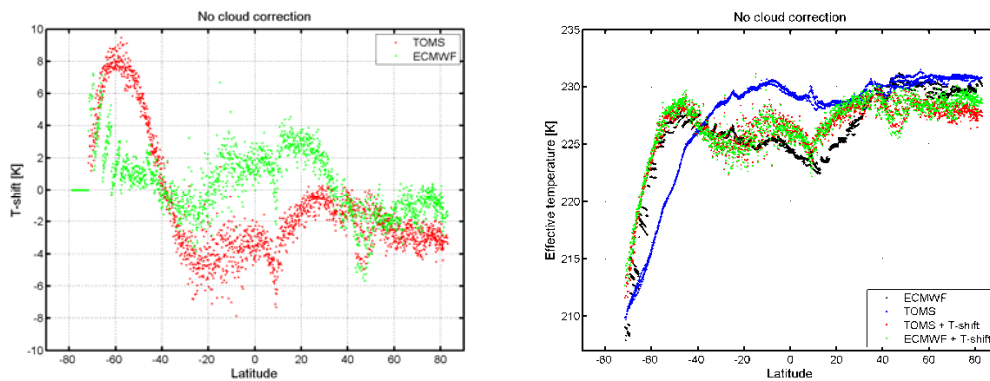 No cloud correction
10
8
6
4
2
0
-2
-4
-6
-8
-10
T-shift [K]
-80 -60 -40 -20 0 20 40 60 80
Latitude
TOMS
ECMWF
No cloud correction
235
230
225
220
215
210
Effective temperature [K]
-80 -60 -40 -20 0 20 40 60 80
Latitude
ECMWF
TOMS
TOMS + T-shift
ECMWF + T-shift